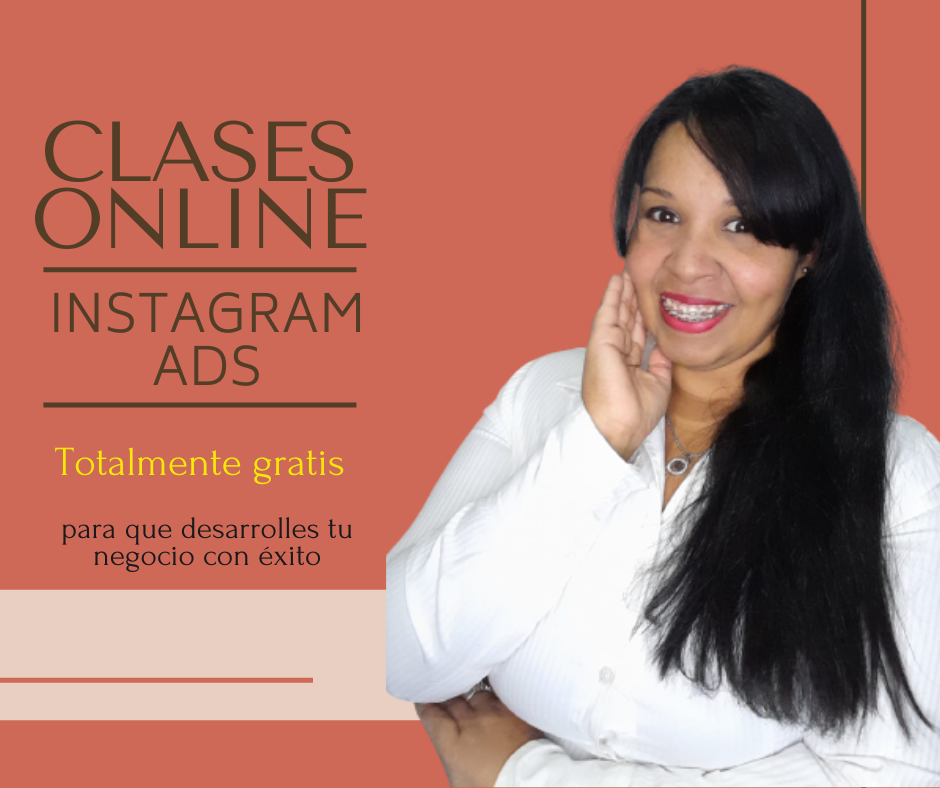 CLASES
ONLINE
INSTAGRAM
ADS
Totalmente gratis
para que desarrolles tu
negocio con éxito